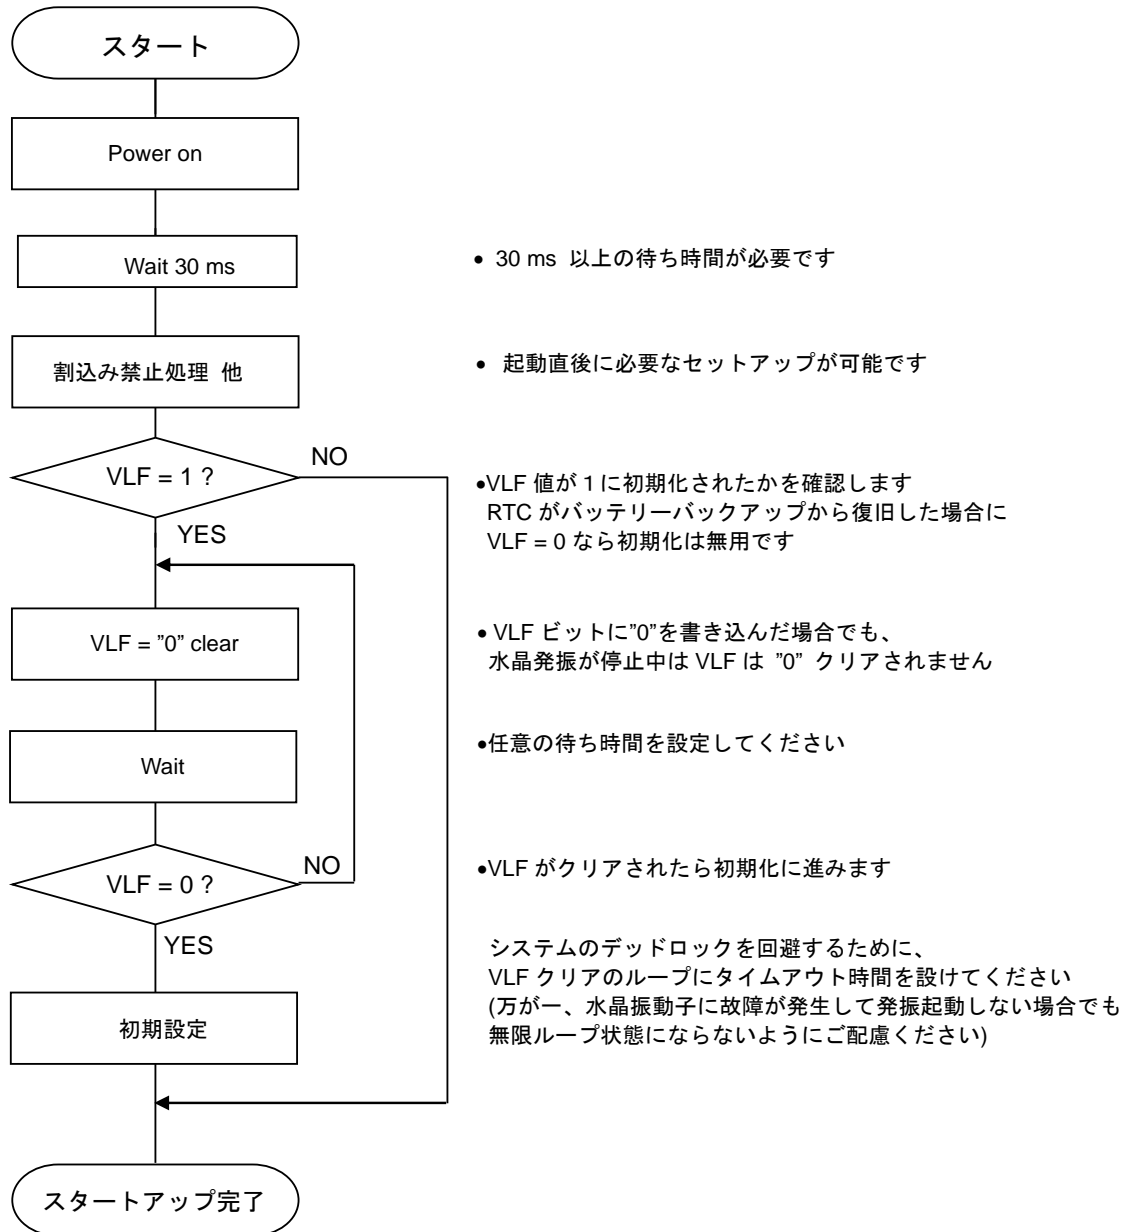 スタート
Power on
Wait 30 ms
• 30 ms 以上の待ち時間が必要です
割込み禁止処理 他
• 起動直後に必要なセットアップが可能です
VLF = 1 ?
NO
YES
•VLF 値が 1 に初期化されたかを確認します
RTC がバッテリーバックアップから復旧した場合に
VLF = 0 なら初期化は無用です
VLF = ”0” clear
• VLF ビットに”0”を書き込んだ場合でも、
水晶発振が停止中は VLF は ”0” クリアされません
Wait
•任意の待ち時間を設定してください
VLF = 0 ?
NO
YES
•VLF がクリアされたら初期化に進みます
システムのデッドロックを回避するために、
VLF クリアのループにタイムアウト時間を設けてください
(万が一、水晶振動子に故障が発生して発振起動しない場合でも
無限ループ状態にならないようにご配慮ください)
初期設定
スタートアップ完了